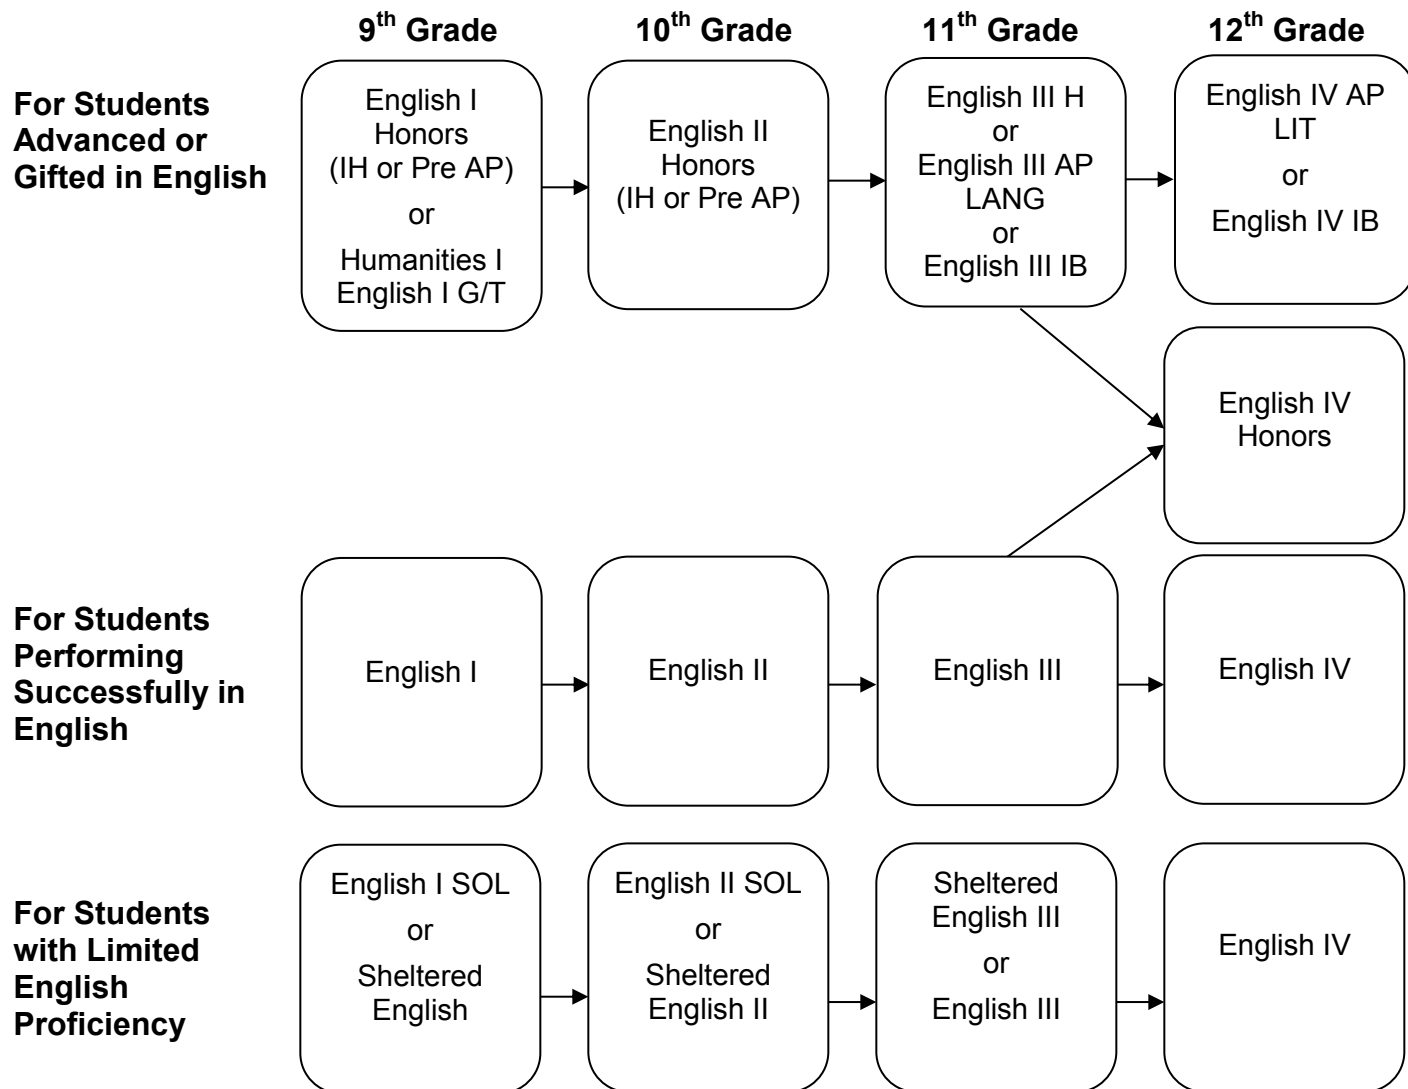 9th Grade
10th Grade
11th Grade
12th Grade
For Students
Advanced or
Gifted in English
English I
Honors
(IH or Pre AP)
or
Humanities I
English I G/T
English II
Honors
(IH or Pre AP)
English III H
or
English III AP
LANG
or
English III IB
English IV AP
LIT
or
English IV IB
English IV
Honors
For Students
Performing
Successfully in
English
English I
English II
English III
English IV
For Students
with Limited
English
Proficiency
English I SOL
or
Sheltered
English
English II SOL
or
Sheltered
English II
Sheltered
English III
or
English III
English IV